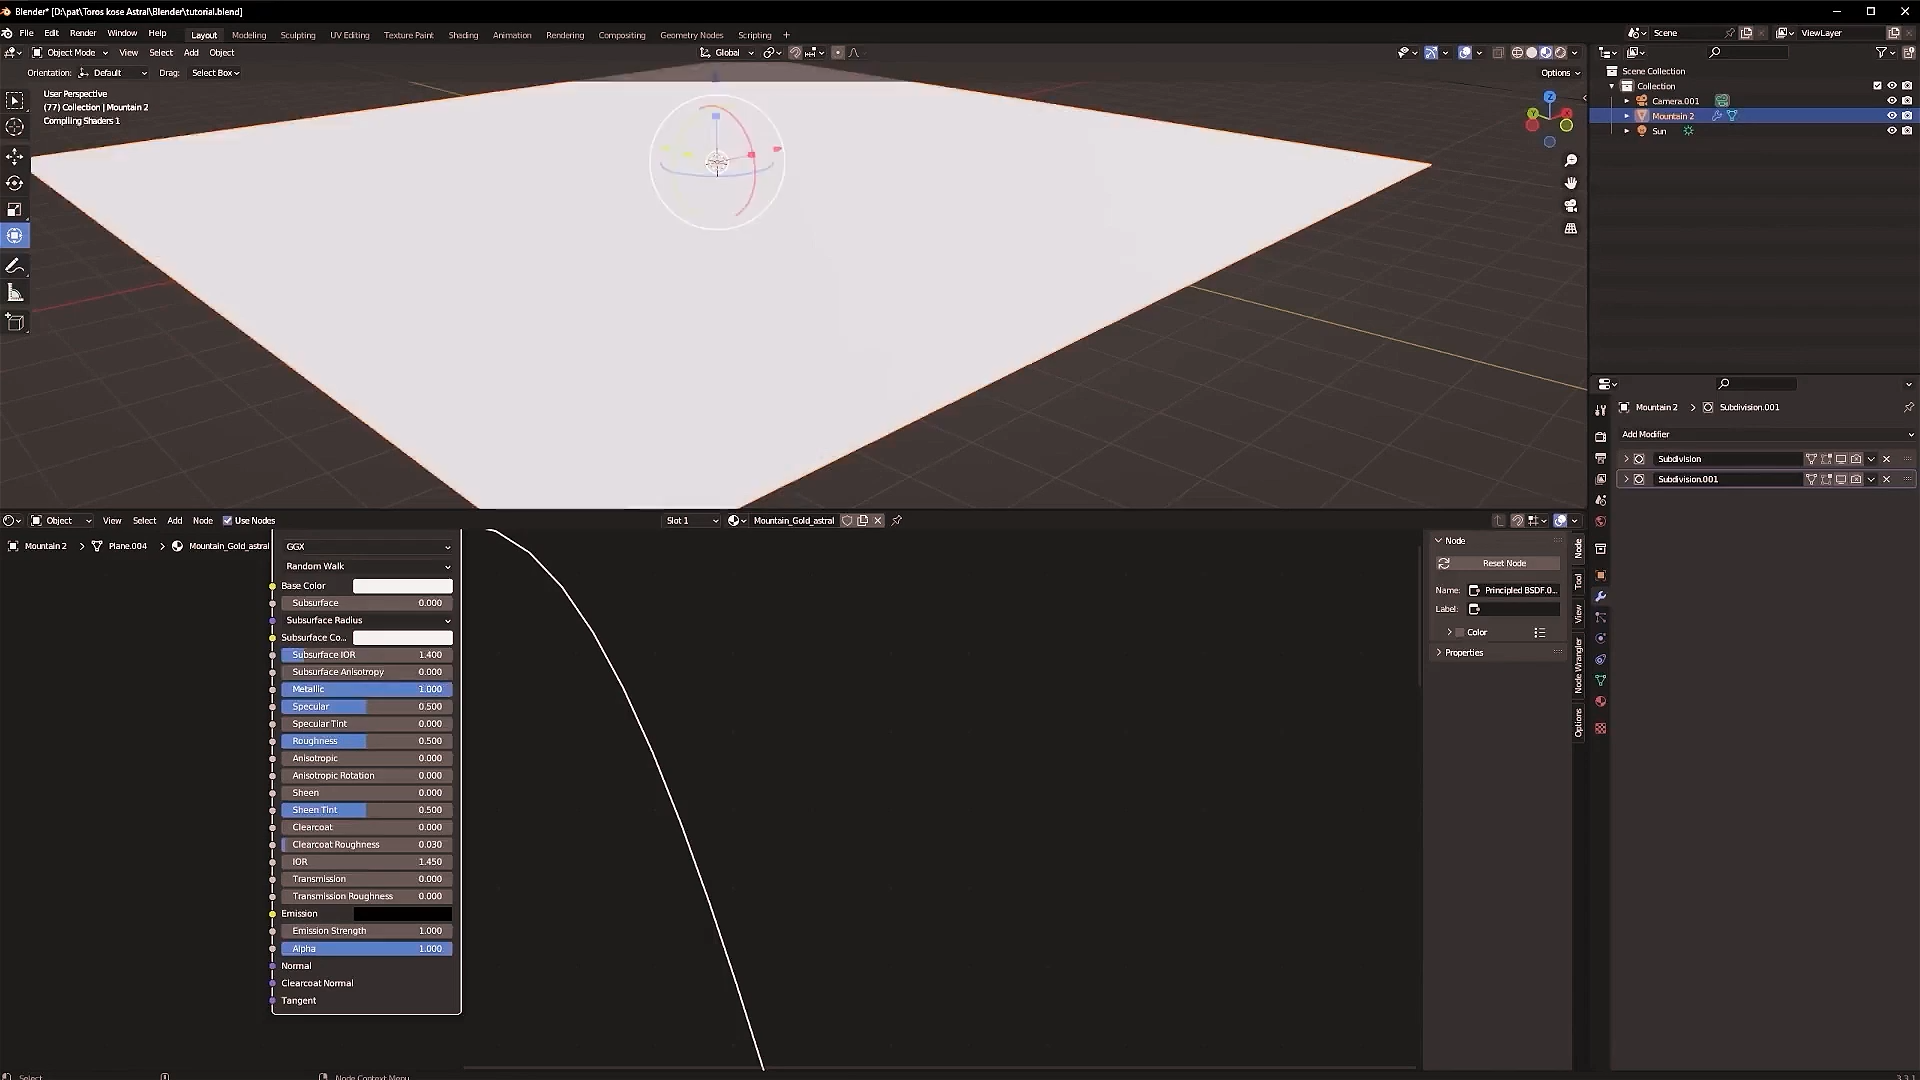 Blender* [D:\pat\Toros kose Astral\Blender\tutorial.blend]
File Edit Render Window Help Layout Modeling Sculpting UV Editing Texture Paint Shading Animation Rendering Compositing Geometry Nodes Scripting + Scene ViewLayer
Object Mode View Select Add Object Global
Orientation: Default Drag: Select Box Options
User Perspective
(77) Collection | Mountain 2
Compiling Shaders 1
Z
Scene Collection
Collection
Camera.001
Mountain 2
Sun
Mountain 2 > Subdivision.001
Add Modifier
Subdivision
Subdivision.001
Object View Select Add Node Use Nodes Slot 1 Mountain_Gold_astral
Mountain 2 > Plane.004 > Mountain_Gold_astral
GGX
Random Walk
Base Color
Subsurface 0.000
Subsurface Radius
Subsurface Co...
Subsurface IOR 1.400
Subsurface Anisotropy 0.000
Metallic 1.000
Specular 0.500
Specular Tint 0.000
Roughness 0.500
Anisotropic 0.000
Anisotropic Rotation 0.000
Sheen 0.000
Sheen Tint 0.500
Clearcoat 0.000
Clearcoat Roughness 0.030
IOR 1.450
Transmission 0.000
Transmission Roughness 0.000
Emission
Emission Strength 1.000
Alpha 1.000
Normal
Clearcoat Normal
Tangent
Node
Reset Node
Name: Principled BSDF.0...
Label:
Color
Properties
Node
Tool
View
Node Wrangler
Options
Select Node Context Menu 3.3.1